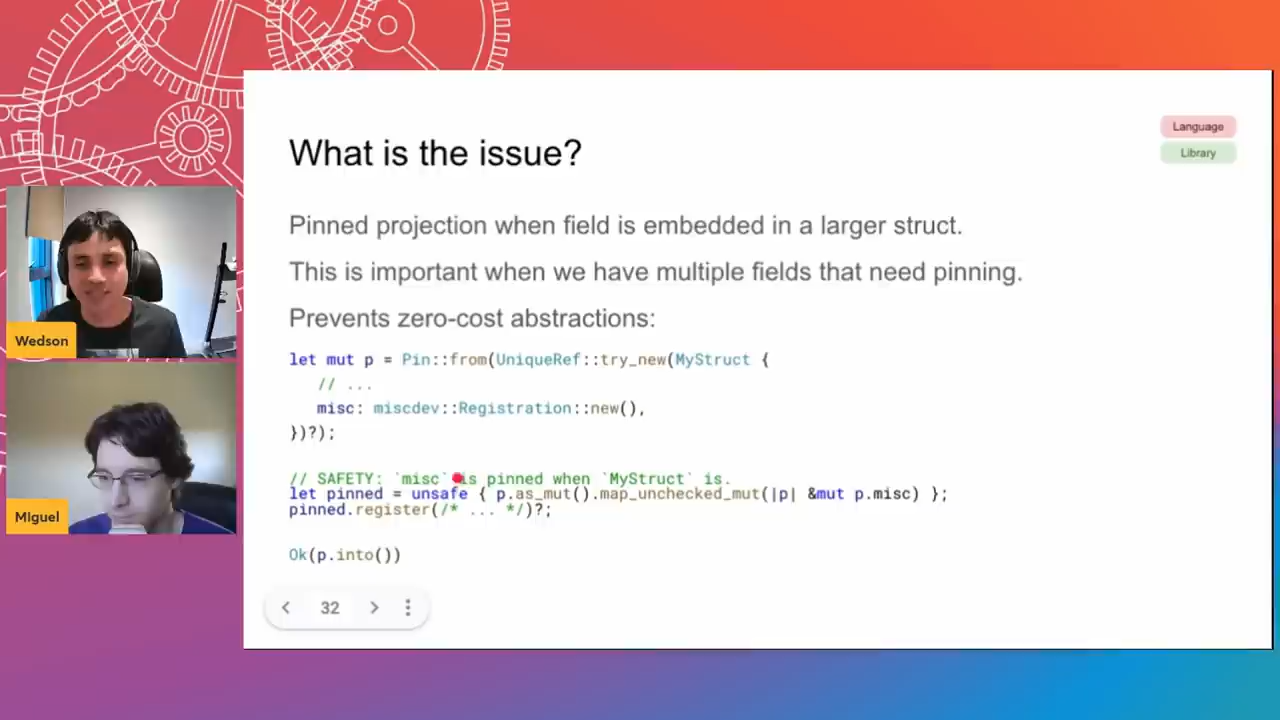 What is the issue?
Language
Library
Pinned projection when field is embedded in a larger struct.
This is important when we have multiple fields that need pinning.
Prevents zero-cost abstractions:
let mut p = Pin::from(UniqueRef::try_new(MyStruct {
// ...
misc: miscdev::Registration::new(),
})?);
// SAFETY: `misc` is pinned when `MyStruct` is.
let pinned = unsafe { p.as_mut().map_unchecked_mut(|p| &mut p.misc) };
pinned.register(/* ... */)?;
Ok(p.into())
32
Wedson
MIguel